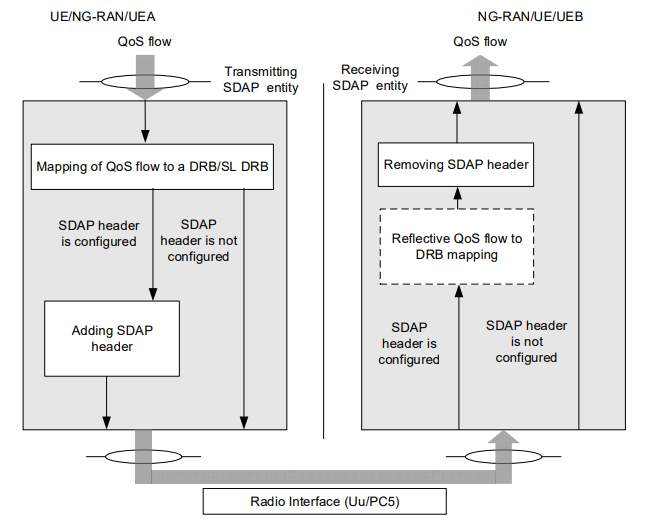 UE/NG-RAN/UEA
QoS flow
Transmitting
SDAP entity
Mapping of QoS flow to a DRB/SL DRB
SDAP header
is configured
SDAP
header is not
configured
Adding SDAP
header
NG-RAN/UE/UEB
QoS flow
Receiving
SDAP entity
Removing SDAP header
Reflective QoS flow to
DRB mapping
SDAP
header is
configured
SDAP header
is not
configured
Radio Interface (Uu/PC5)